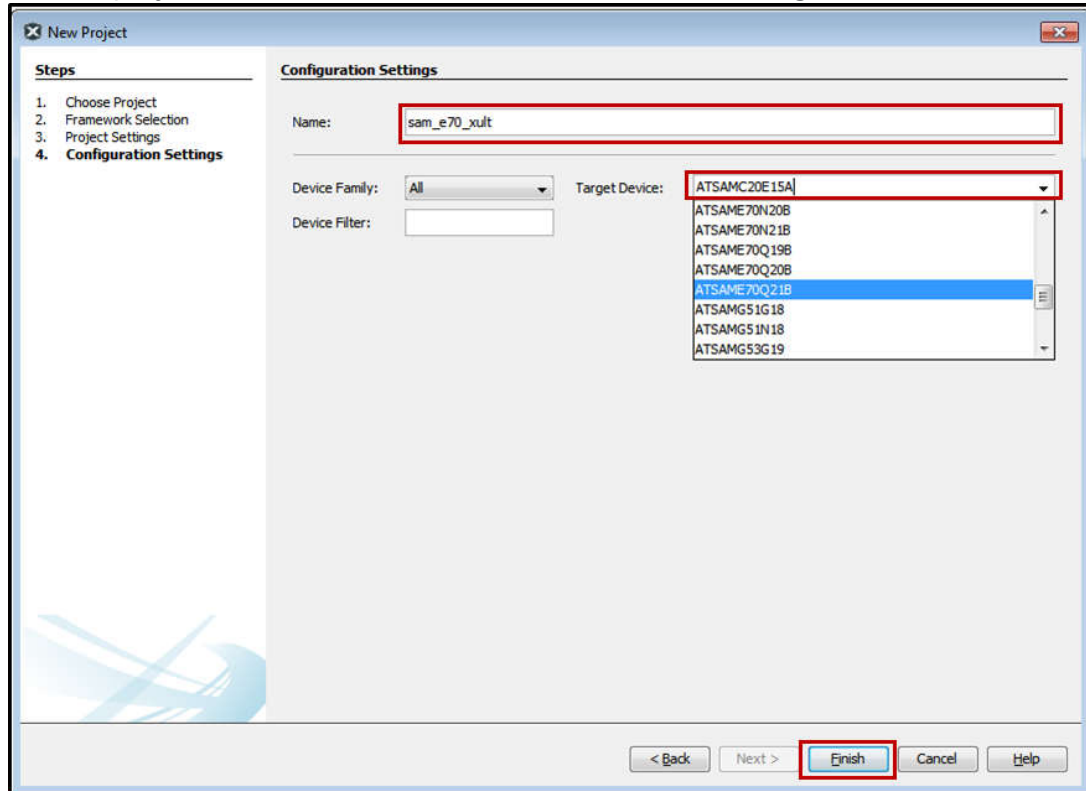 New Project
Steps
1. Choose Project
2. Framework Selection
3. Project Settings
4. Configuration Settings
Configuration Settings
Name: sam_e70_xult
Device Family: All Target Device: ATSAMC20E15A
Device Filter:
ATSAME70N20B
ATSAME70N21B
ATSAME70Q19B
ATSAME70Q20B
ATSAME70Q21B
ATSAMG51G18
ATSAMG51N18
ATSAMG53G19
< Back Next > Finish Cancel Help